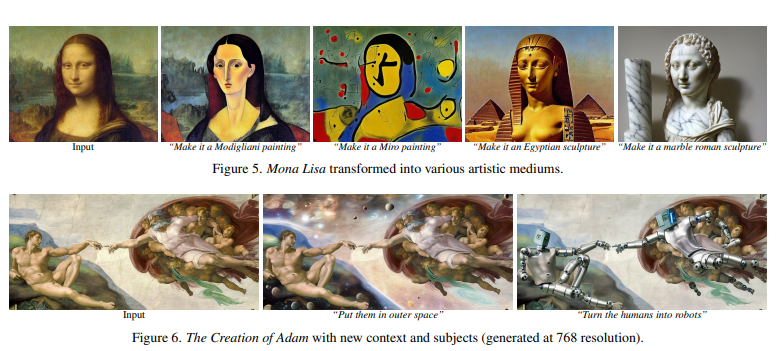 Input
“Make it a Modigliani painting”
“Make it a Miro painting”
“Make it an Egyptian sculpture”
“Make it a marble roman sculpture”
Figure 5. Mona Lisa transformed into various artistic mediums.
Input
“Put them in outer space”
“Turn the humans into robots”
Figure 6. The Creation of Adam with new context and subjects (generated at 768 resolution).